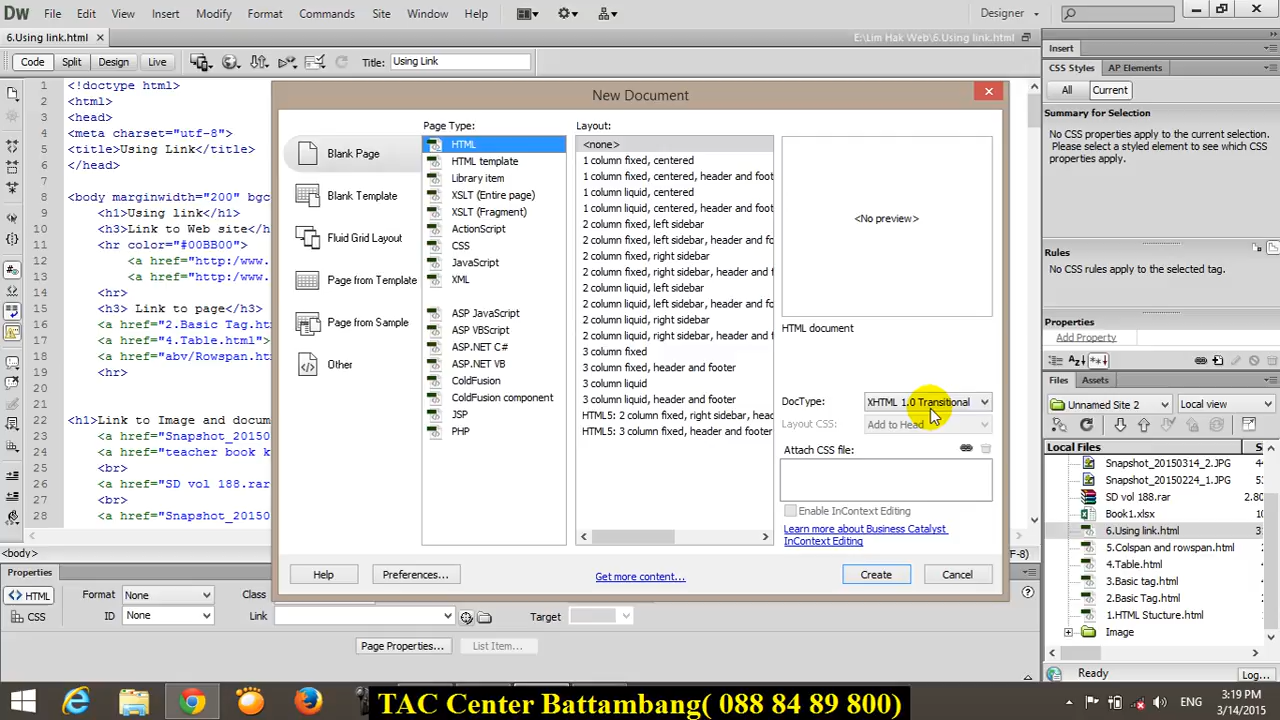 Dw File Edit View Insert Modify Format Commands Site Window Help Designer
6.Using link.html × E:\Lim Hak Web\6.Using link.html
Code Split Design Live Title: Using Link
1 <!doctype html>
2 <html>
3 <head>
4 <meta charset="utf-8">
5 <title>Using Link</title>
6 </head>
7
8 <body marginwidth="200" bgc
9 <h1>Using link</h1>
10 <h3>Link to Web site</h
11 <hr color="#00BB00">
12 <a href="http:/www.
13 <a href="http:/www.
14 <hr>
15 <h3> Link to page</h3>
16 <a href="2.Basic Tag.ht
17 <a href="4.Table.html">
18 <a href="abv/Rowspan.ht
19 <hr>
21
22 <h1>Link to Image and docum
23 <a href="Snapshot_20150
24 teacher book k
25 <br>
26 <a href="SD vol 188.rar
27 <br>
28 <a href="Snapshot_20150
<body>
New Document
Page Type:
Layout:
Blank Page
Blank Template
Fluid Grid Layout
Page from Template
Page from Sample
Other
HTML
HTML template
Library item
XSLT (Entire page)
XSLT (Fragment)
ActionScript
CSS
JavaScript
XML
ASP JavaScript
ASP VBScript
ASP.NET C#
ASP.NET VB
ColdFusion
ColdFusion component
JSP
PHP
<none>
1 column fixed, centered
1 column fixed, centered, header and foot
1 column liquid, centered
1 column liquid, centered, header and foot
2 column fixed, left sidebar
2 column fixed, left sidebar, header and fo
2 column fixed, right sidebar
2 column fixed, right sidebar, header and f
2 column liquid, left sidebar
2 column liquid, left sidebar, header and fo
2 column liquid, right sidebar
2 column liquid, right sidebar, header and f
3 column fixed
3 column fixed, header and footer
3 column liquid
3 column liquid, header and footer
HTML5: 2 column fixed, right sidebar, head
HTML5: 3 column fixed, header and footer
<No preview>
HTML document
DocType: XHTML 1.0 Transitional
Layout CSS: Add to Head
Attach CSS file:
Enable InContext Editing
Learn more about Business Catalyst
InContext Editing
Help Preferences... Get more content... Create Cancel
Insert
CSS Styles AP Elements
All Current
Summary for Selection
No CSS properties apply to the current selection.
Please select a styled element to see which CSS
properties apply.
Rules
No CSS rules apply to the selected tag.
Properties
Add Property
Files Assets
Unnamed Site 2 Local view
Local Files Si
Snapshot_20150314_2.JPG
Snapshot_20150224_1.JPG
SD vol 188.rar 2.80
Book1.xlsx
6.Using link.html
5.Colspan and rowspan.html
4.Table.html
3.Basic tag.html
2.Basic Tag.html
1.HTML Stucture.html
Image
Ready Log...
F-8)
Properties
HTML Format None Class
CSS ID None Link Target
Page Properties... List Item...
TAC Center Battambang( 088 84 89 800)
ENG
3:19 PM
3/14/2015